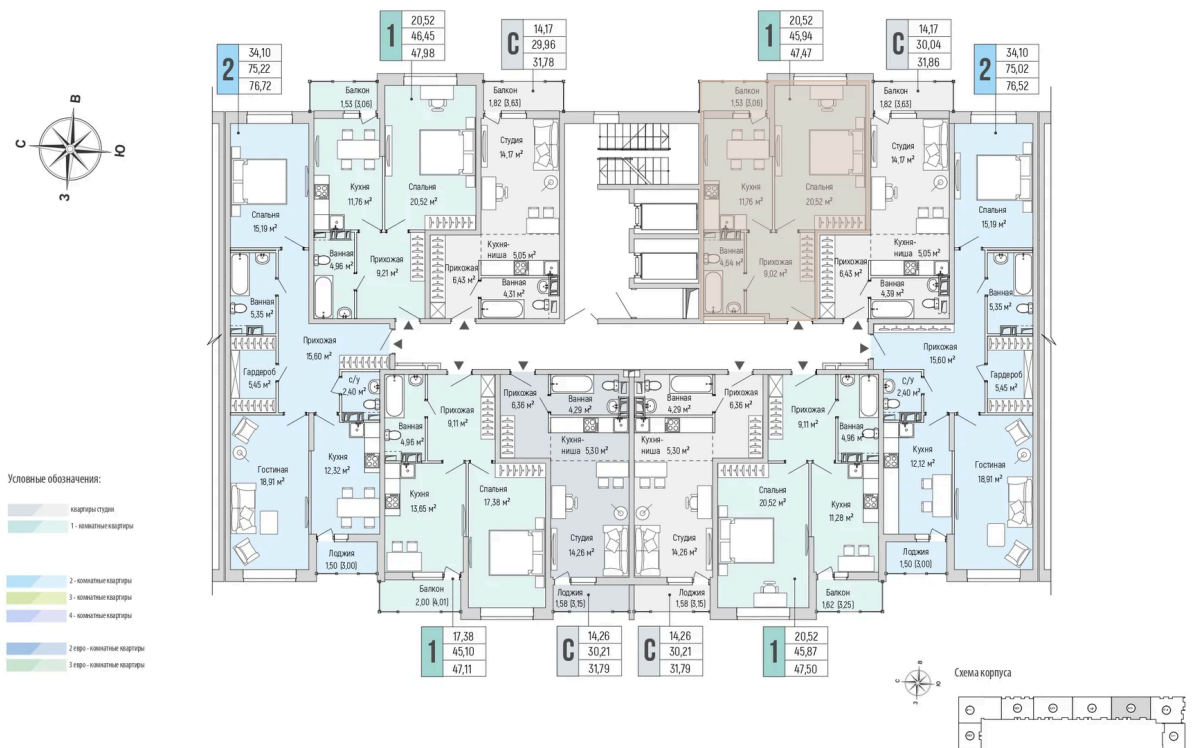 2
34,10
75,22
76,72
1
20,52
46,45
47,98
С
14,17
29,96
31,78
1
20,52
45,94
47,47
С
14,17
30,04
31,86
2
34,10
75,02
76,52
В
С
Ю
З
Балкон
1,53 (3,06)
Балкон
1,82 (3,63)
Балкон
1,53 (3,06)
Балкон
1,82 (3,63)
Спальня
15,19 м²
Кухня
11,76 м²
Спальня
20,52 м²
Студия
14,17 м²
Кухня
11,76 м²
Спальня
20,52 м²
Студия
14,17 м²
Спальня
15,19 м²
Ванная
5,35 м²
Ванная
4,96 м²
Прихожая
9,21 м²
Прихожая
6,43 м²
Кухня-
ниша 5,05 м²
Ванная
4,31 м²
Ванная
4,64 м²
Прихожая
9,02 м²
Прихожая
6,43 м²
Кухня-
ниша 5,05 м²
Ванная
4,39 м²
Ванная
5,35 м²
Прихожая
15,60 м²
Прихожая
15,60 м²
Гардероб
5,45 м²
с/у
2,40 м²
Ванная
4,96 м²
Прихожая
9,11 м²
Прихожая
6,36 м²
Ванная
4,29 м²
Ванная
4,29 м²
Прихожая
6,36 м²
Прихожая
9,11 м²
Ванная
4,96 м²
с/у
2,40 м²
Гардероб
5,45 м²
Кухня-
ниша 5,30 м²
Кухня-
ниша 5,30 м²
Гостиная
18,91 м²
Кухня
12,32 м²
Кухня
13,65 м²
Спальня
17,38 м²
Студия
14,26 м²
Студия
14,26 м²
Спальня
20,52 м²
Кухня
11,28 м²
Кухня
12,12 м²
Гостиная
18,91 м²
Лоджия
1,50 (3,00)
Балкон
2,00 (4,01)
Лоджия
1,58 (3,15)
Лоджия
1,58 (3,15)
Балкон
1,62 (3,25)
Лоджия
1,50 (3,00)
1
17,38
45,10
47,11
С
14,26
30,21
31,79
С
14,26
30,21
31,79
1
20,52
45,87
47,50
Условные обозначения:
квартиры студии
1 - комнатные квартиры
2 - комнатные квартиры
3 - комнатные квартиры
4 - комнатные квартиры
2 евро - комнатные квартиры
3 евро - комнатные квартиры
В
С
Ю
З
Схема корпуса